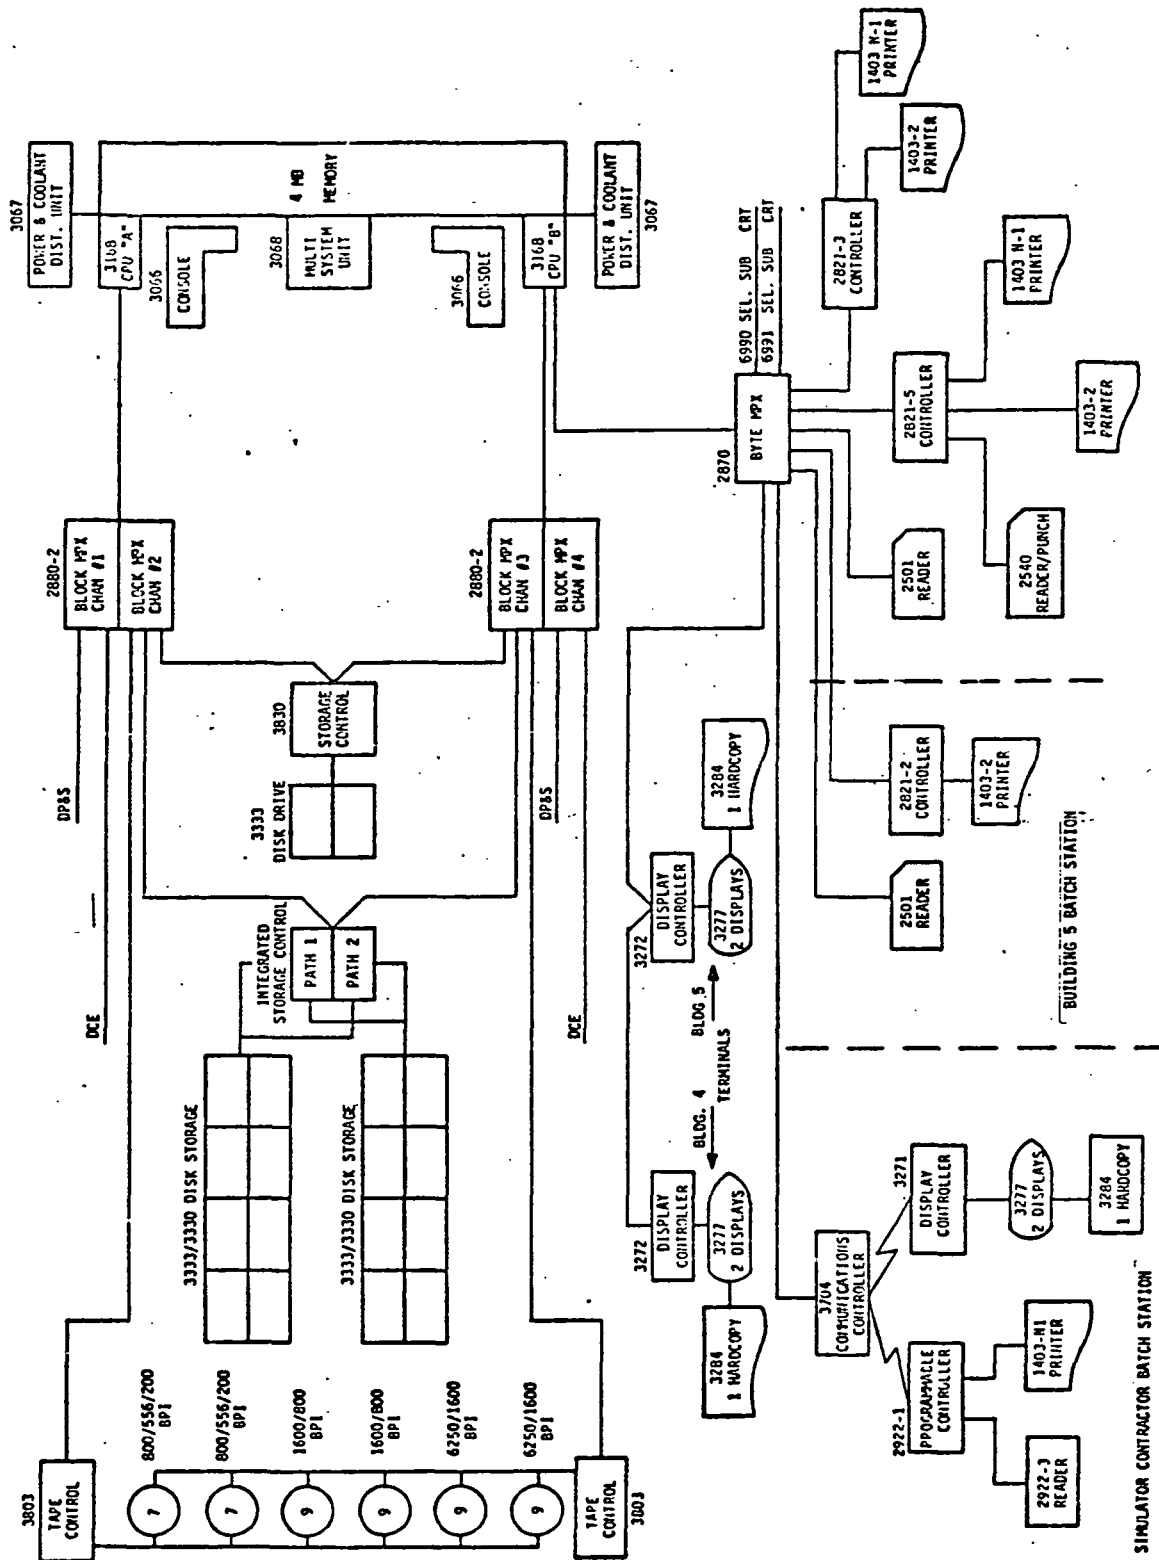 3803
TAPE
CONTROL
7
800/556/200
BPI
7
800/556/200
BPI
9
1600/800
BPI
9
1600/800
BPI
9
6250/1600
BPI
9
6250/1600
BPI
TAPE
CONTROL
3803
3333/3330 DISK STORAGE
3333/3330 DISK STORAGE
INTEGRATED
STORAGE CONTROL
PATH 1
PATH 2
DCE
DP&S
3333
DISK DRIVE
3830
STORAGE
CONTROL
DP&S
DCE
2880-2
BLOCK MPX
CHAN #1
BLOCK MPX
CHAN #2
2880-2
BLOCK MPX
CHAN #3
BLOCK MPX
CHAN #4
3067
POWER & COOLANT
DIST. UNIT
3168
CPU "A"
3066
CONSOLE
3068
MULTI
SYSTEM
UNIT
4 MB
MEMORY
3066
CONSOLE
3168
CPU "B"
POWER & COOLANT
DIST. UNIT
3067
3272
DISPLAY
CONTROLLER
3277
2 DISPLAYS
3284
1 HARDCOPY
BLDG. 4
BLDG 5
TERMINALS
3272
DISPLAY
CONTROLLER
3277
2 DISPLAYS
3284
1 HARDCOPY
2870
BYTE MPX
6990 SEL. SUB CRT
6991 SEL. SUB CRT
3704
COMMUNICATIONS
CONTROLLER
2922-1
PROGRAMMABLE
CONTROLLER
2922-3
READER
1403-N1
PRINTER
3271
DISPLAY
CONTROLLER
3277
2 DISPLAYS
3284
1 HARDCOPY
SIMULATOR CONTRACTOR BATCH STATION
2501
READER
2821-2
CONTROLLER
1403-2
PRINTER
BUILDING 5 BATCH STATION
2501
READER
2540
READER/PUNCH
2821-5
CONTROLLER
1403-2
PRINTER
1403 N-1
PRINTER
2821-3
CONTROLLER
1403-2
PRINTER
1403 N-1
PRINTER